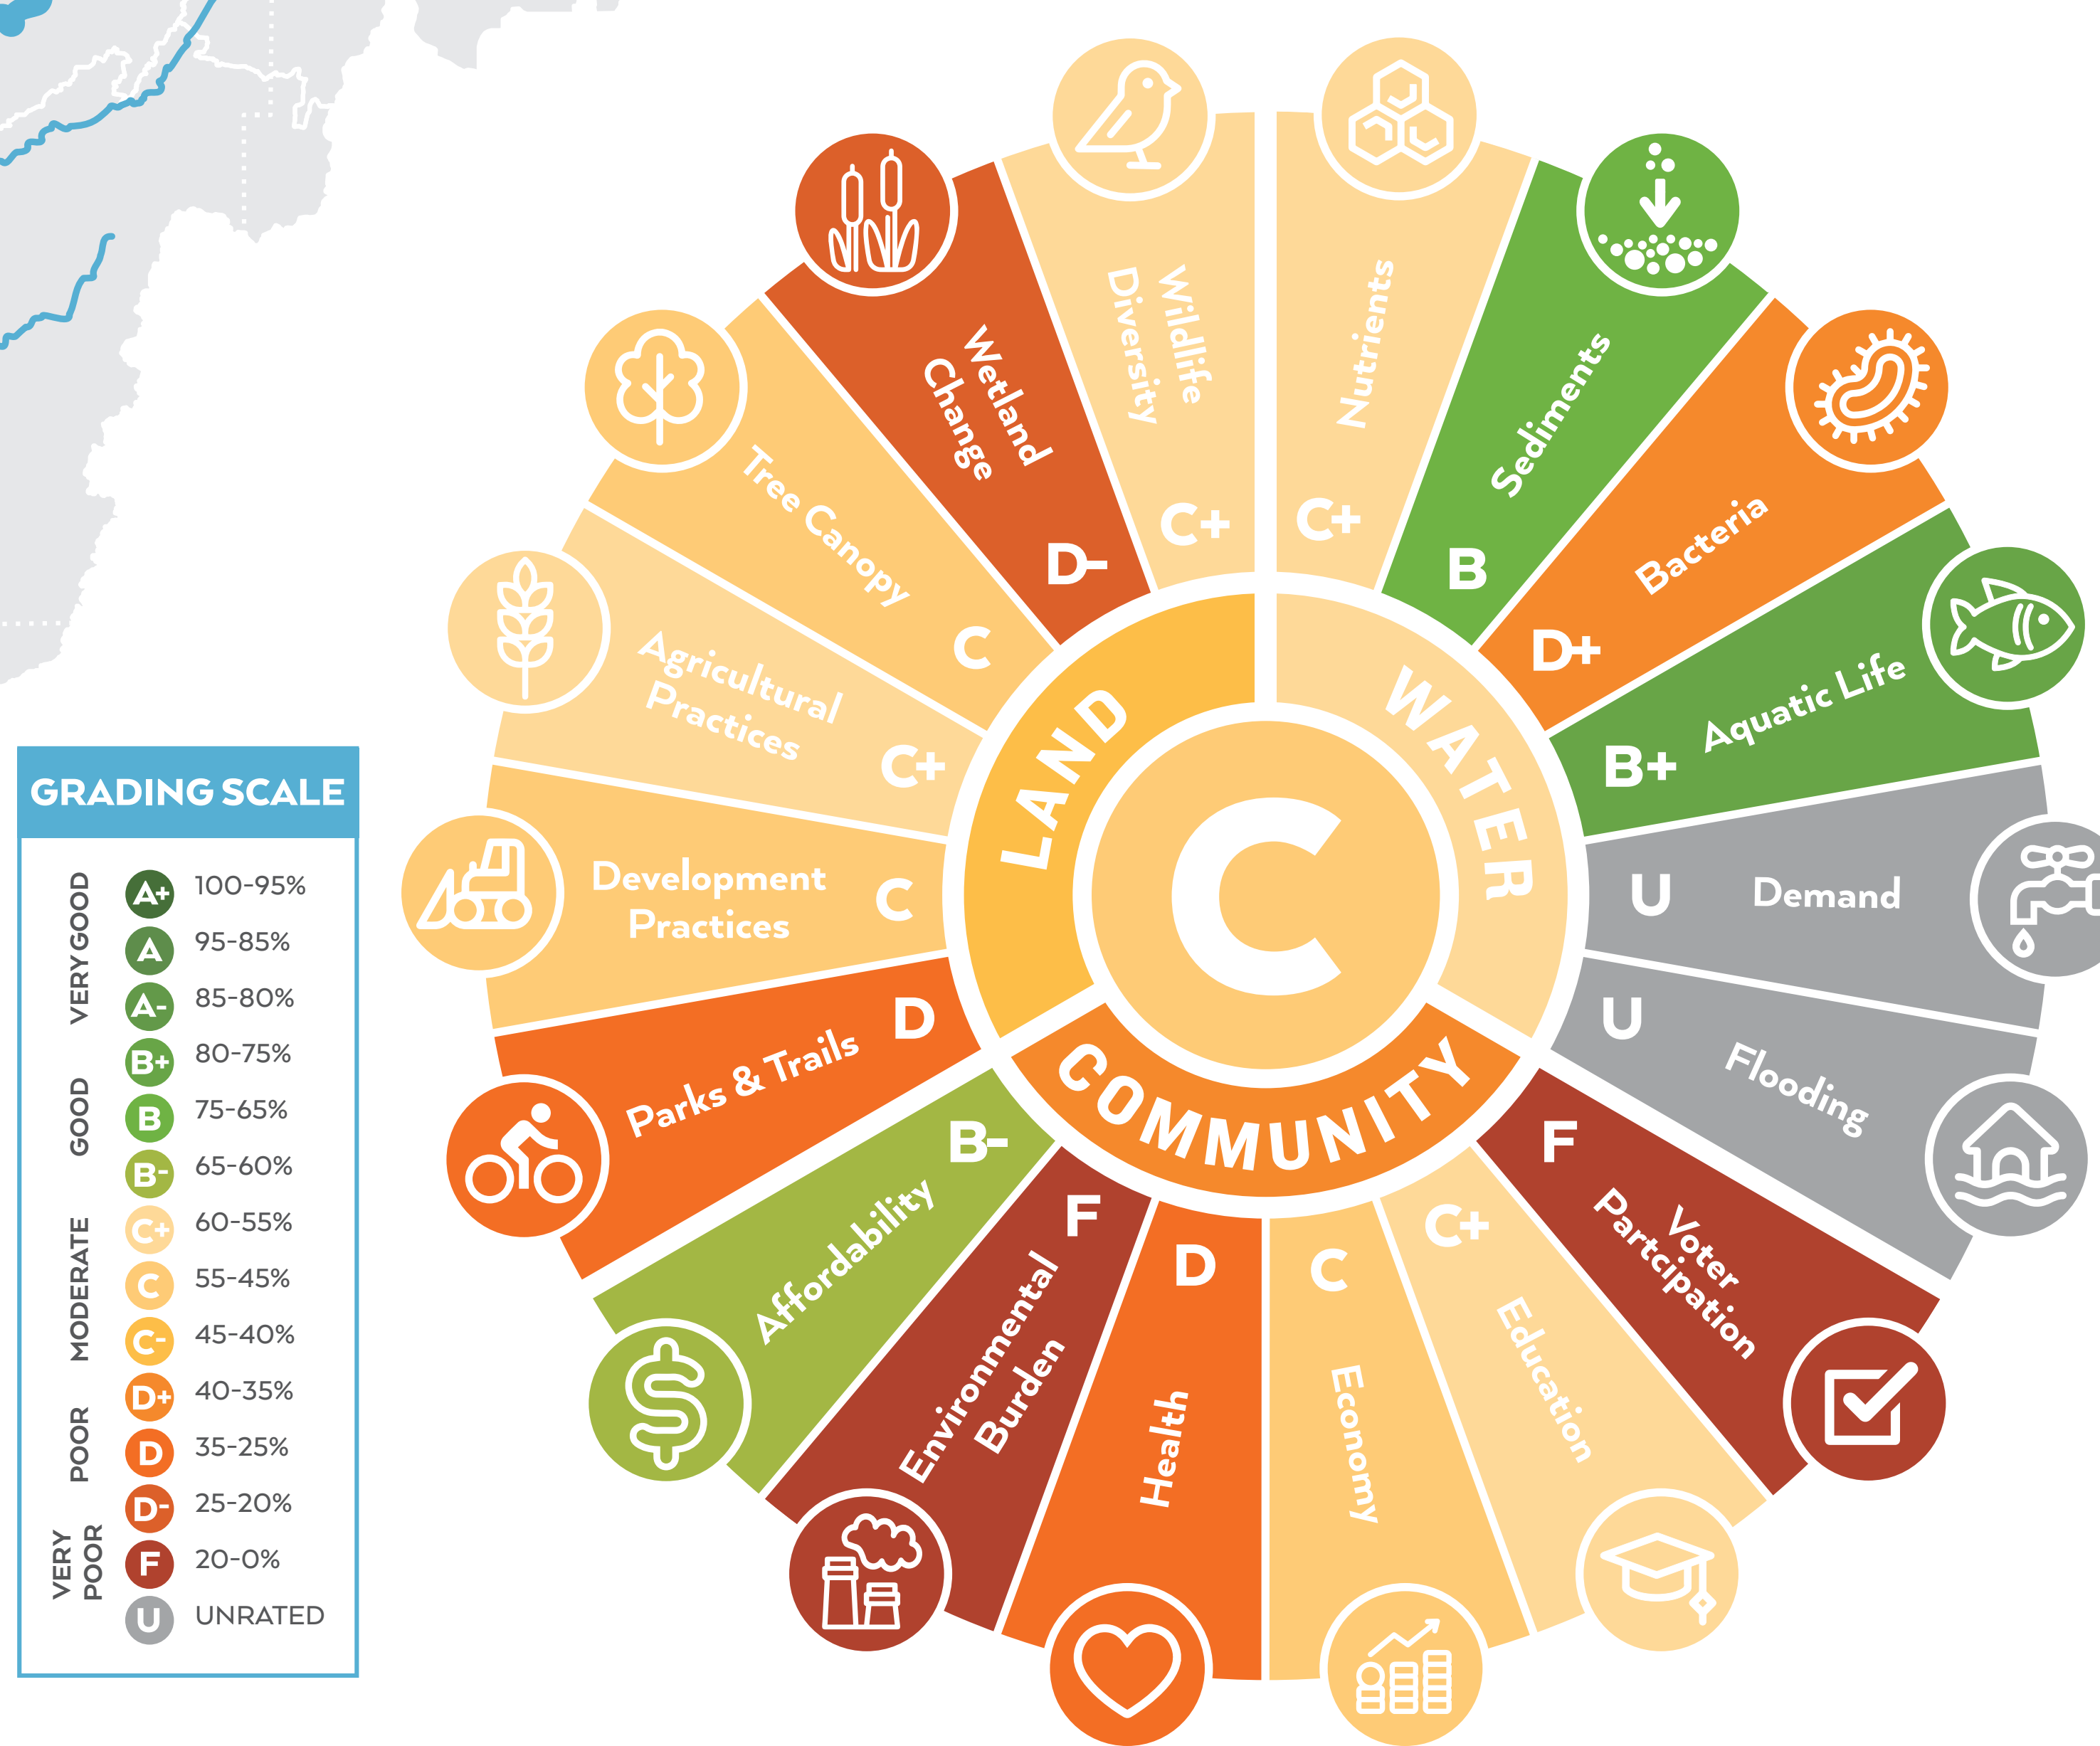 Wildlife
Diversity
C+
Nutrients
C+
Sediments
B
Bacteria
D+
Aquatic Life
B+
Demand
U
Flooding
U
Voter
Partcipation
F
Education
C+
Economy
C
Health
D
Environmental
Burden
F
Affordability
B-
Parks & Trails
D
Development
Practices
C
Agricultural
Practices
C+
Tree Canopy
C
Wetland
Change
D-
LAND
WATER
COMMUNITY
C
GRADING SCALE
VERY GOOD
A+ 100-95%
A 95-85%
A- 85-80%
GOOD
B+ 80-75%
B 75-65%
B- 65-60%
MODERATE
C+ 60-55%
C 55-45%
C- 45-40%
POOR
D+ 40-35%
D 35-25%
D- 25-20%
VERY
POOR
F 20-0%
U UNRATED